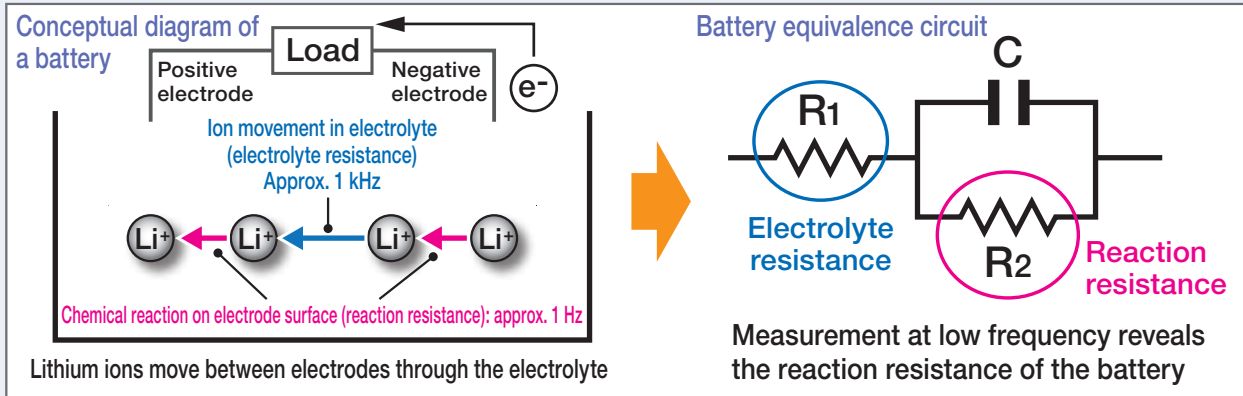 Conceptual diagram of
a battery
Load
Positive
electrode
Negative
electrode
e-
Ion movement in electrolyte
(electrolyte resistance)
Approx. 1 kHz
Li+ Li+ Li+ Li+
Chemical reaction on electrode surface (reaction resistance): approx. 1 Hz
Lithium ions move between electrodes through the electrolyte
Battery equivalence circuit
C
R1
Electrolyte
resistance
R2
Reaction
resistance
Measurement at low frequency reveals
the reaction resistance of the battery